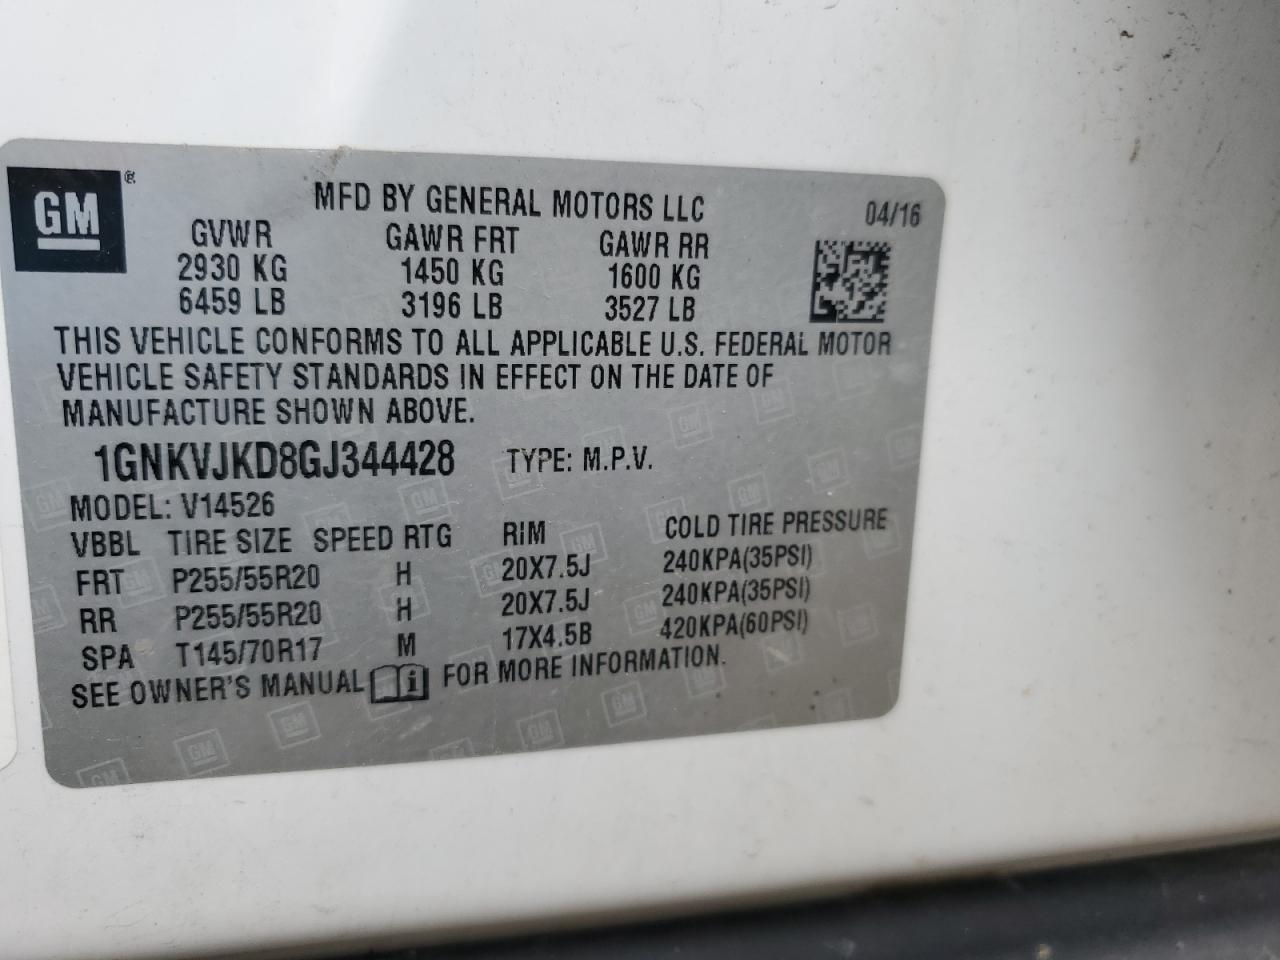 GM ®
MFD BY GENERAL MOTORS LLC 04/16
GVWR GAWR FRT GAWR RR
2930 KG 1450 KG 1600 KG
6459 LB 3196 LB 3527 LB
THIS VEHICLE CONFORMS TO ALL APPLICABLE U.S. FEDERAL MOTOR
VEHICLE SAFETY STANDARDS IN EFFECT ON THE DATE OF
MANUFACTURE SHOWN ABOVE.
1GNKVJKD8GJ344428 TYPE: M.P.V.
MODEL: V14526
VBBL TIRE SIZE SPEED RTG RIM COLD TIRE PRESSURE
FRT P255/55R20 H 20X7.5J 240KPA(35PSI)
RR P255/55R20 H 20X7.5J 240KPA(35PSI)
SPA T145/70R17 M 17X4.5B 420KPA(60PSI)
SEE OWNER'S MANUAL i FOR MORE INFORMATION.